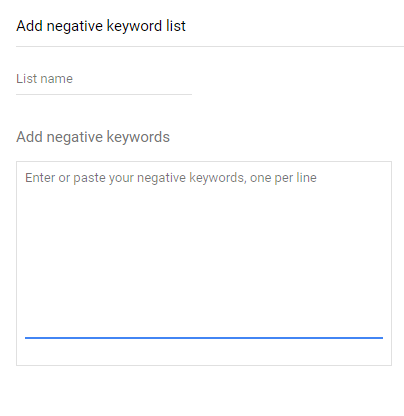 Add negative keyword list
List name
Add negative keywords
Enter or paste your negative keywords, one per line